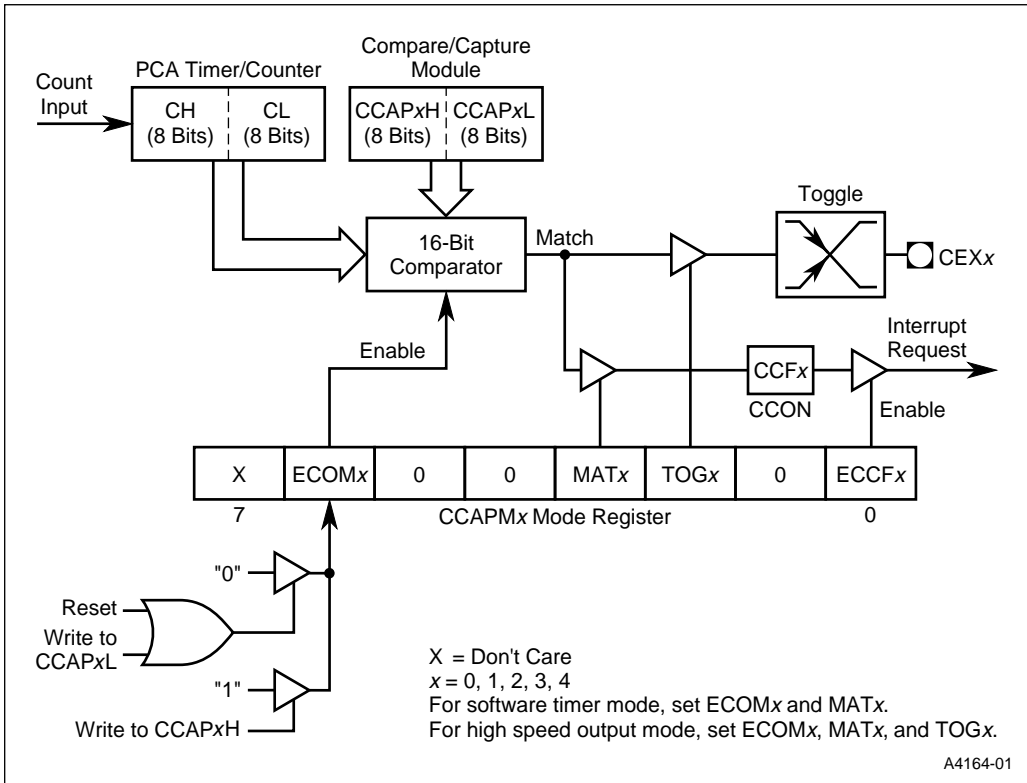 PCA Timer/Counter
Compare/Capture
Module
Count
Input
CH
(8 Bits)
CL
(8 Bits)
CCAPxH
(8 Bits)
CCAPxL
(8 Bits)
Toggle
16-Bit
Comparator
Match
CEXx
Enable
Interrupt
Request
CCFx
CCON
Enable
X
ECOMx
0
0
MATx
TOGx
0
ECCFx
7
CCAPMx Mode Register
0
"0"
Reset
Write to
CCAPxL
"1"
Write to CCAPxH
X = Don't Care
x = 0, 1, 2, 3, 4
For software timer mode, set ECOMx and MATx.
For high speed output mode, set ECOMx, MATx, and TOGx.
A4164-01